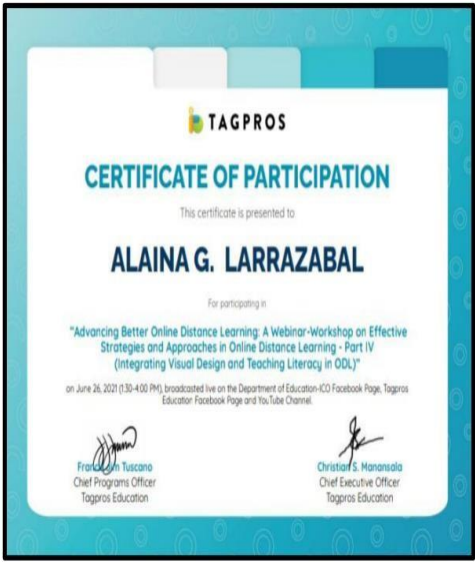 TAGPROS
CERTIFICATE OF PARTICIPATION
This certificate is presented to
ALAINA G. LARRAZABAL
For participating in
"Advancing Better Online Distance Learning: A Webinar-Workshop on Effective
Strategies and Approaches in Online Distance Learning - Part IV
(Integrating Visual Design and Teaching Literacy in ODL)"
on June 26, 2021 (1:30-4:00 PM), broadcasted live on the Department of Education-ICO Facebook Page, Tagpros
Education Facebook Page and YouTube Channel.
Tuscano
Christian S. Manansala
Chief Programs Officer
Chief Executive Officer
Tagpros Education
Tagpros Education